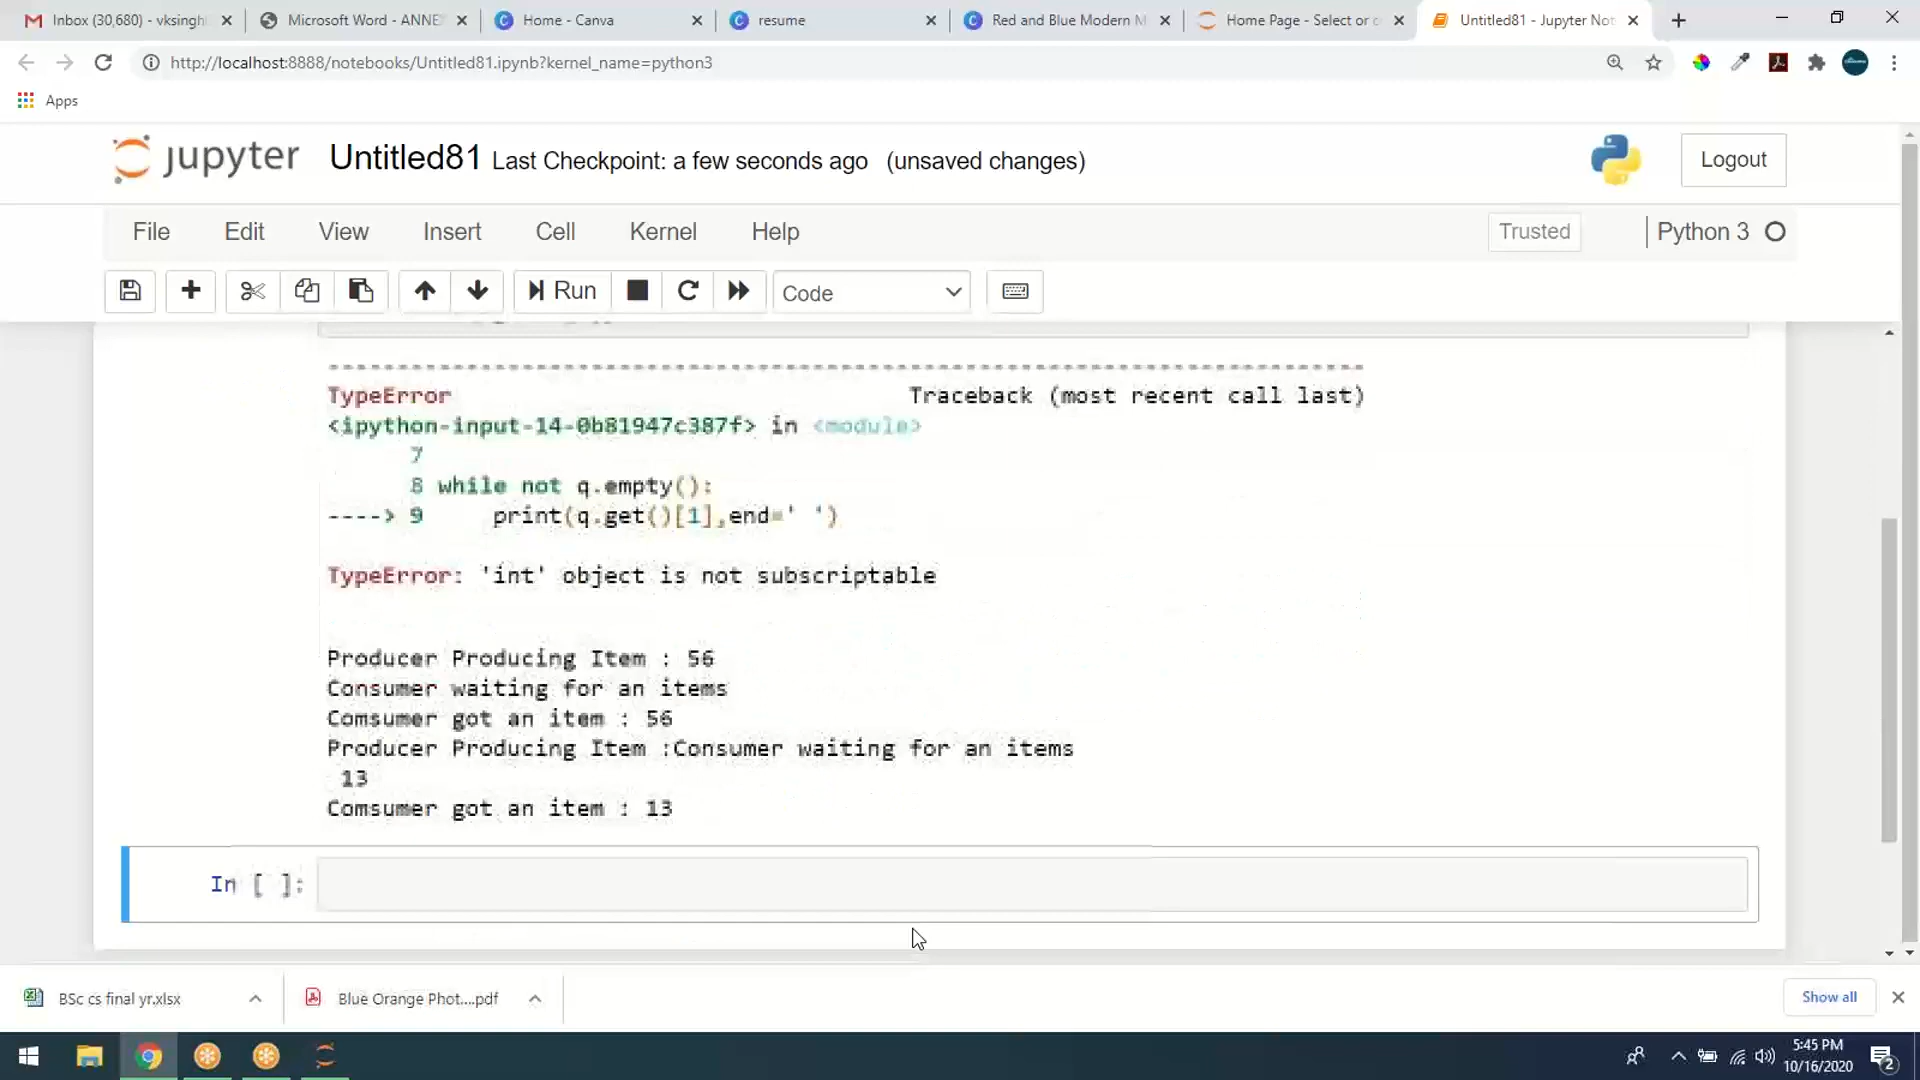 Inbox (30,680) - vksingh
Microsoft Word - ANNE
Home - Canva
resume
Red and Blue Modern M
Home Page - Select or c
Untitled81 - Jupyter Not
http://localhost:8888/notebooks/Untitled81.ipynb?kernel_name=python3
Apps
jupyter Untitled81 Last Checkpoint: a few seconds ago (unsaved changes)
Logout
File Edit View Insert Cell Kernel Help
Trusted
Python 3
Run
Code
TypeError Traceback (most recent call last)
<ipython-input-14-0b81947c387f> in <module>
7
8 while not q.empty():
----> 9 print(q.get()[1],end=' ')
TypeError: 'int' object is not subscriptable
Producer Producing Item : 56
Consumer waiting for an items
Comsumer got an item : 56
Producer Producing Item :Consumer waiting for an items
13
Comsumer got an item : 13
In [ ]:
BSc cs final yr.xlsx
Blue Orange Phot....pdf
Show all
5:45 PM
10/16/2020
2